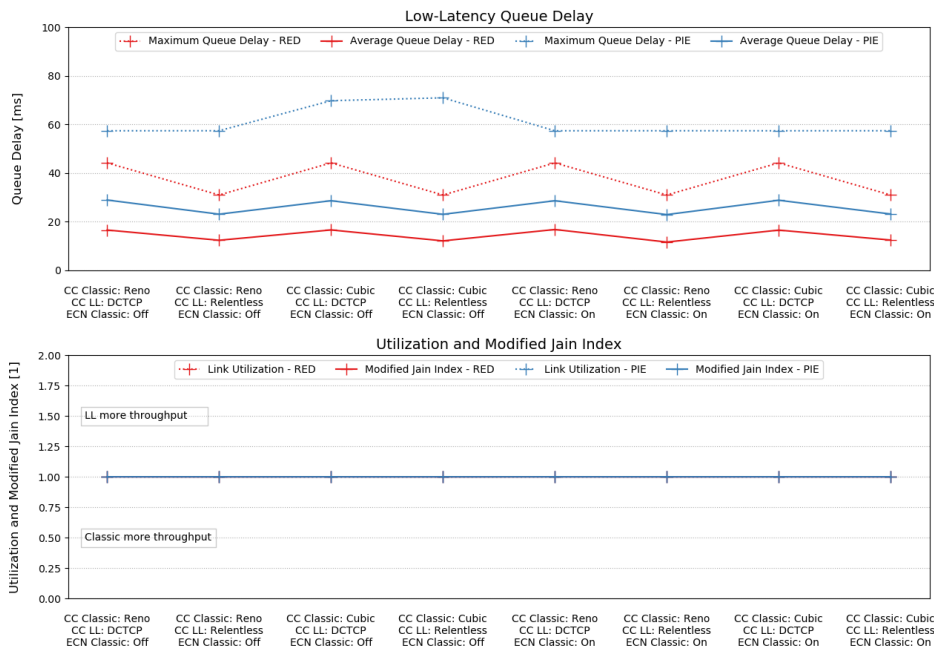 Low-Latency Queue Delay
Maximum Queue Delay - RED Average Queue Delay - RED Maximum Queue Delay - PIE Average Queue Delay - PIE
Queue Delay [ms]
100
80
60
40
20
0
CC Classic: Reno CC Classic: Reno CC Classic: Cubic CC Classic: Cubic CC Classic: Reno CC Classic: Reno CC Classic: Cubic CC Classic: Cubic
CC LL: DCTCP CC LL: Relentless CC LL: DCTCP CC LL: Relentless CC LL: DCTCP CC LL: Relentless CC LL: DCTCP CC LL: Relentless
ECN Classic: Off ECN Classic: Off ECN Classic: Off ECN Classic: Off ECN Classic: On ECN Classic: On ECN Classic: On ECN Classic: On
Utilization and Modified Jain Index
Link Utilization - RED Modified Jain Index - RED Link Utilization - PIE Modified Jain Index - PIE
Utilization and Modified Jain Index [1]
2.00
1.75
1.50 LL more throughput
1.25
1.00
0.75
0.50 Classic more throughput
0.25
0.00
CC Classic: Reno CC Classic: Reno CC Classic: Cubic CC Classic: Cubic CC Classic: Reno CC Classic: Reno CC Classic: Cubic CC Classic: Cubic
CC LL: DCTCP CC LL: Relentless CC LL: DCTCP CC LL: Relentless CC LL: DCTCP CC LL: Relentless CC LL: DCTCP CC LL: Relentless
ECN Classic: Off ECN Classic: Off ECN Classic: Off ECN Classic: Off ECN Classic: On ECN Classic: On ECN Classic: On ECN Classic: On